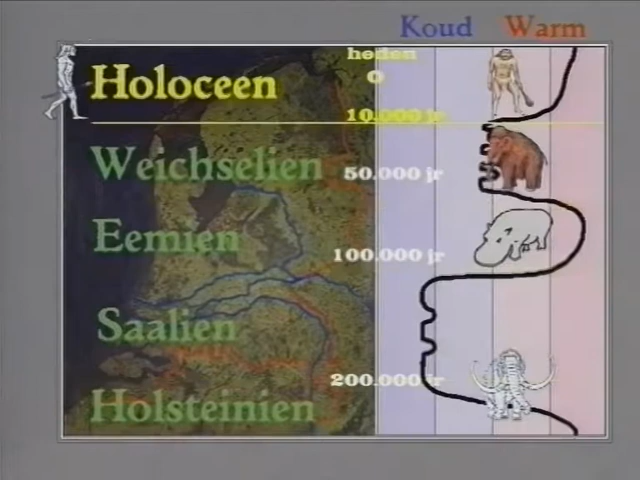 Koud Warm
heden
0
Holoceen
10.000 jr
Weichselien
50.000 jr
Eemien
100.000 jr
Saalien
200.000 jr
Holsteinien